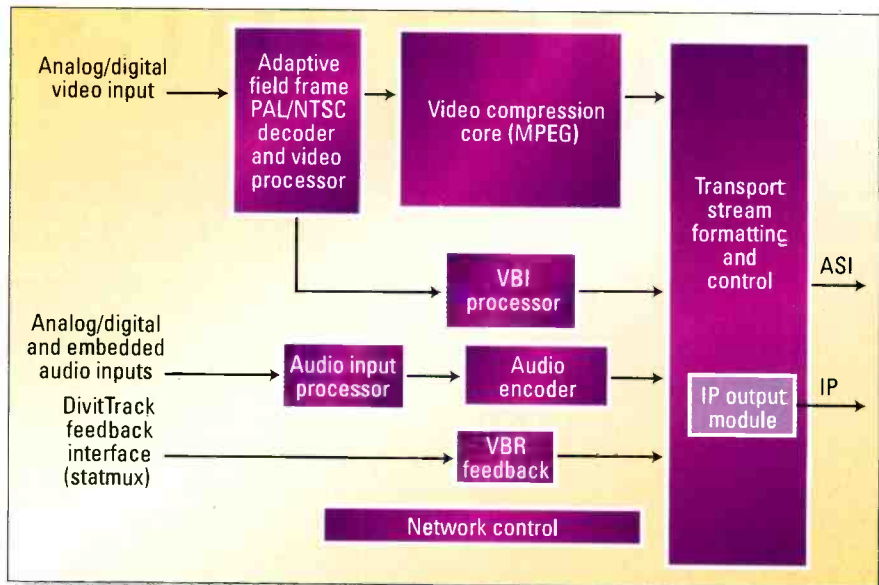 Analog/digital
video input
Adaptive
field frame
PAL/NTSC
decoder
and video
processor
Video compression
core (MPEG)
Transport
stream
formatting
and
control
ASI
VBI
processor
Analog/digital
and embedded
audio inputs
Audio input
processor
Audio
encoder
IP output
module
IP
DivitTrack
feedback
interface
(statmux)
VBR
feedback
Network control